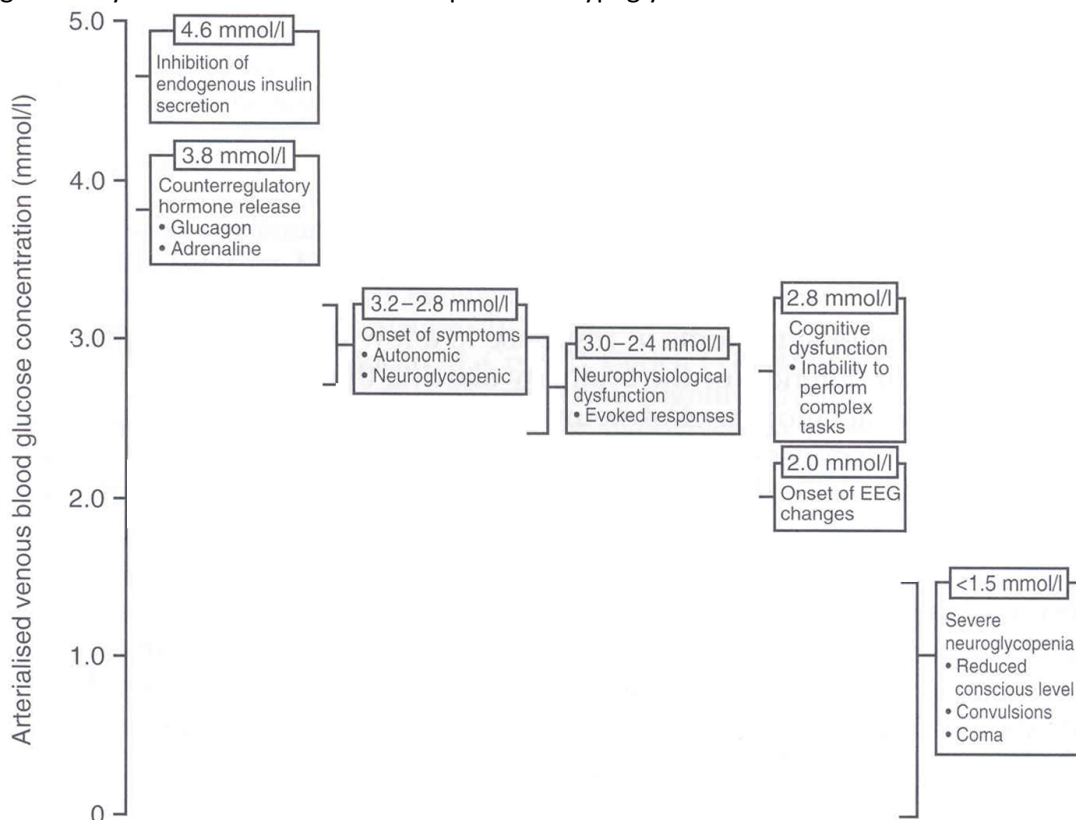 5.0
4.6 mmol/l
Inhibition of
endogenous insulin
secretion
3.8 mmol/l
4.0
Counterregulatory
hormone release
• Glucagon
• Adrenaline
3.2–2.8 mmol/l
Onset of symptoms
• Autonomic
• Neuroglycopenic
3.0
3.0–2.4 mmol/l
Neurophysiological
dysfunction
• Evoked responses
2.8 mmol/l
Cognitive
dysfunction
• Inability to
perform
complex
tasks
2.0 mmol/l
Onset of EEG
changes
2.0
<1.5 mmol/l
Severe
neuroglycopenia
• Reduced
conscious level
• Convulsions
• Coma
1.0
0
Arterialised venous blood glucose concentration (mmol/l)